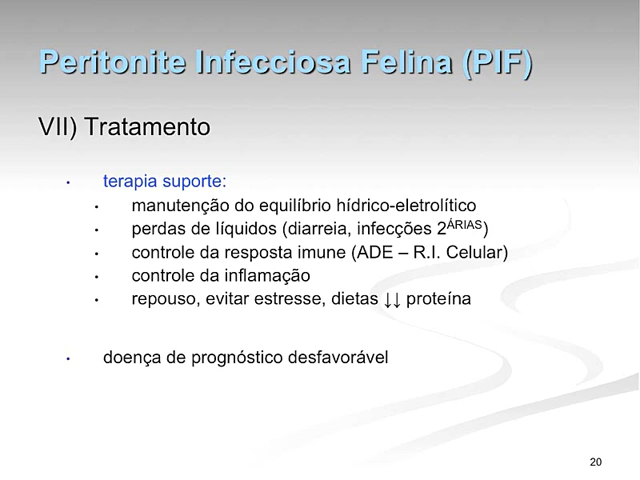 Peritonite Infecciosa Felina (PIF)
VII) Tratamento
• terapia suporte:
• manutenção do equilíbrio hídrico-eletrolítico
• perdas de líquidos (diarreia, infecções 2ÁRIAS)
• controle da resposta imune (ADE – R.I. Celular)
• controle da inflamação
• repouso, evitar estresse, dietas ↓↓ proteína
• doença de prognóstico desfavorável
20